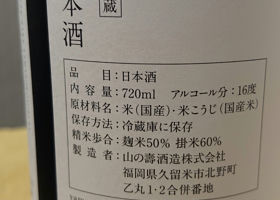 蔵
本酒
品目:日本酒
内容量:720ml アルコール分:16度
原材料名:米(国産)・米こうじ(国産米)
保存方法:冷蔵庫に保存
精米歩合:麹米50% 掛米60%
製造者:山の壽酒造株式会社
福岡県久留米市北野町
乙丸1・2合併番地